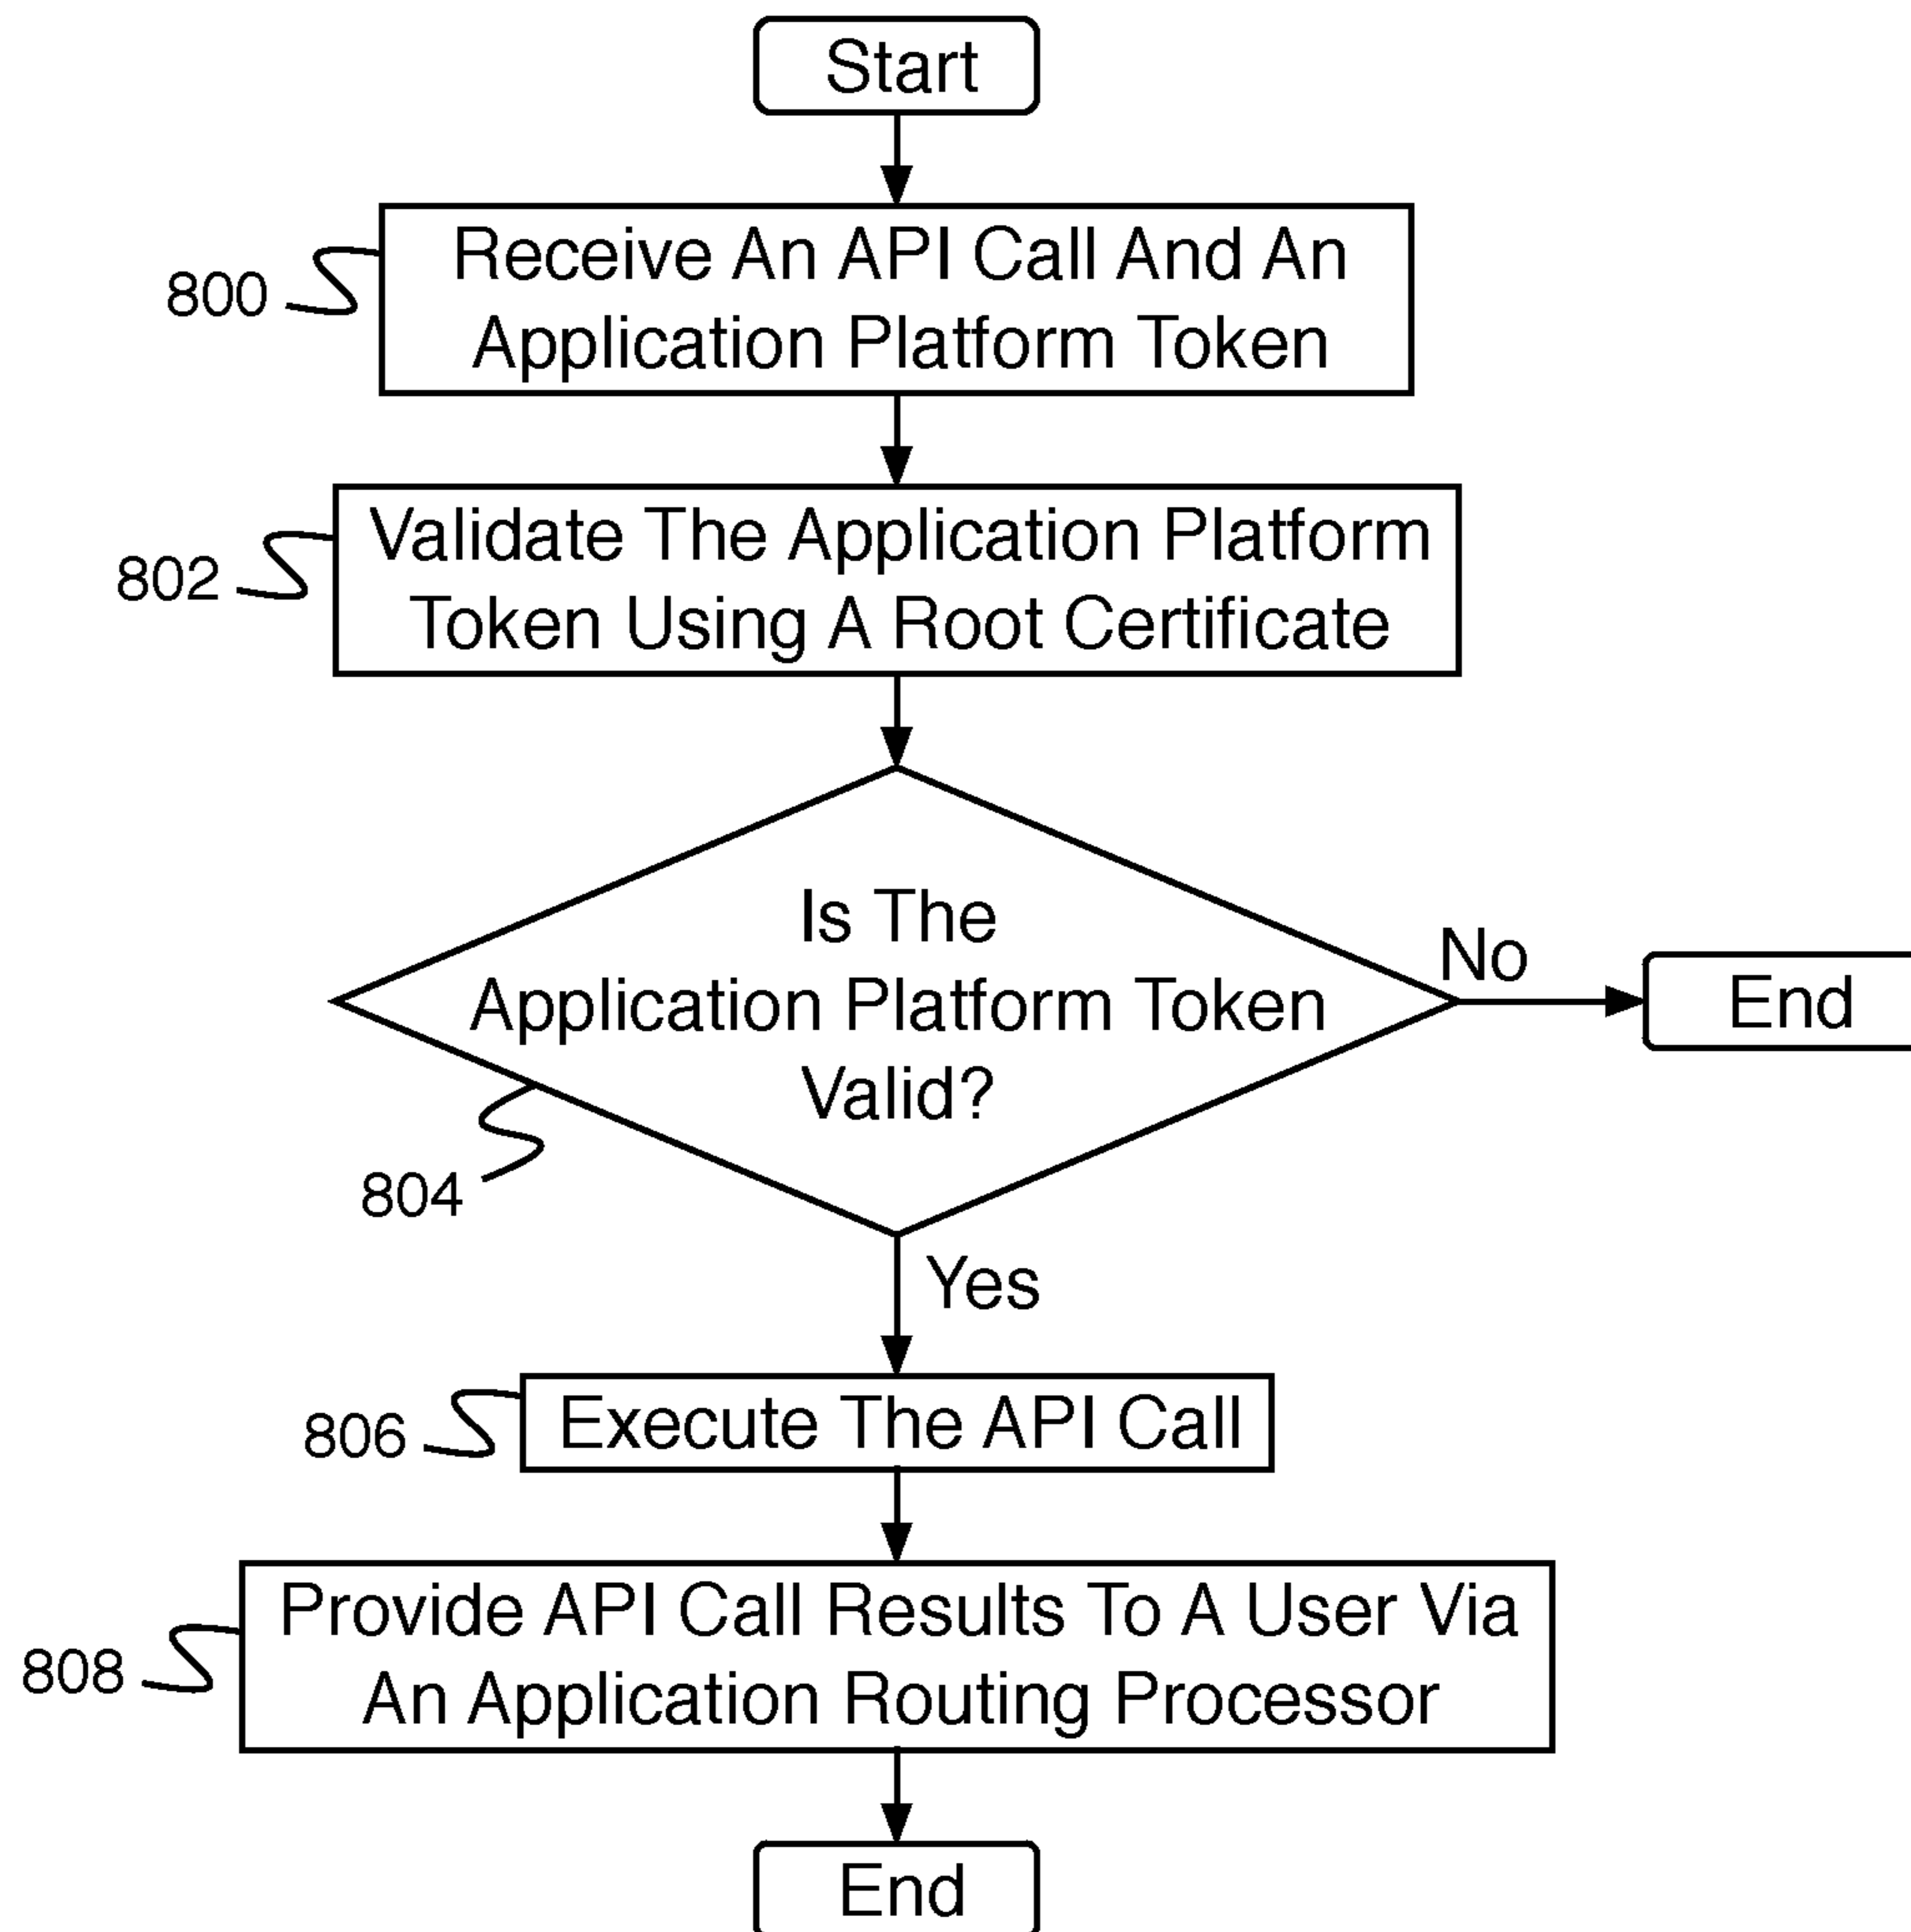 Start
800
Receive An API Call And An
Application Platform Token
802
Validate The Application Platform
Token Using A Root Certificate
Is The
Application Platform Token
Valid?
No
End
804
Yes
806
Execute The API Call
808
Provide API Call Results To A User Via
An Application Routing Processor
End